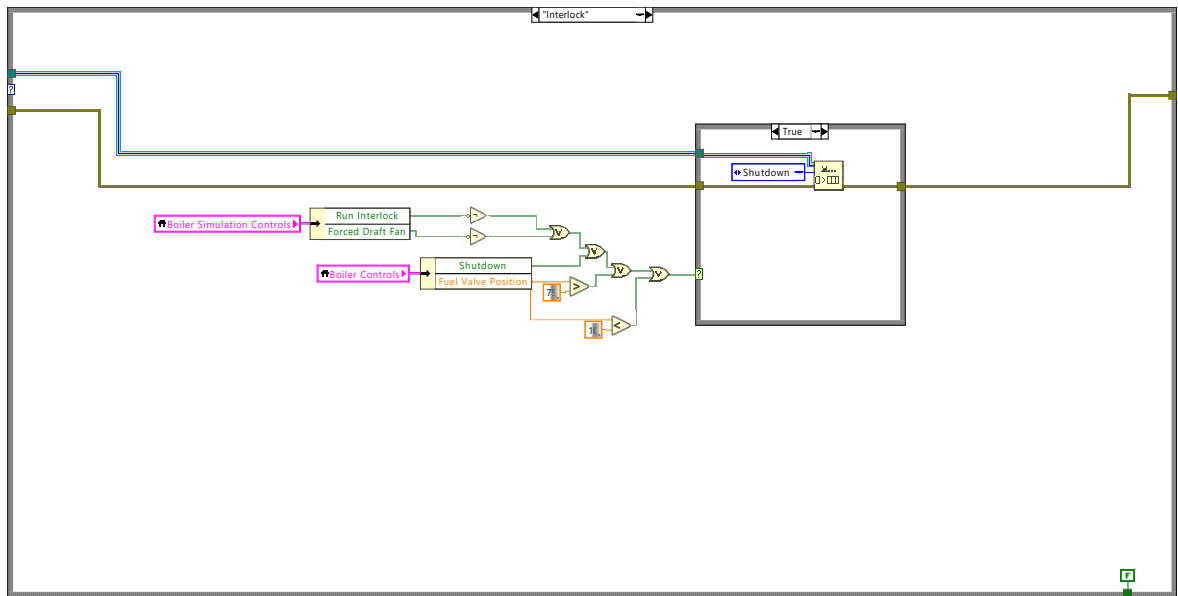 "Interlock"
?
True
Shutdown
Boiler Simulation Controls
Run Interlock
Forced Draft Fan
Boiler Controls
Shutdown
Fuel Valve Position
?
F